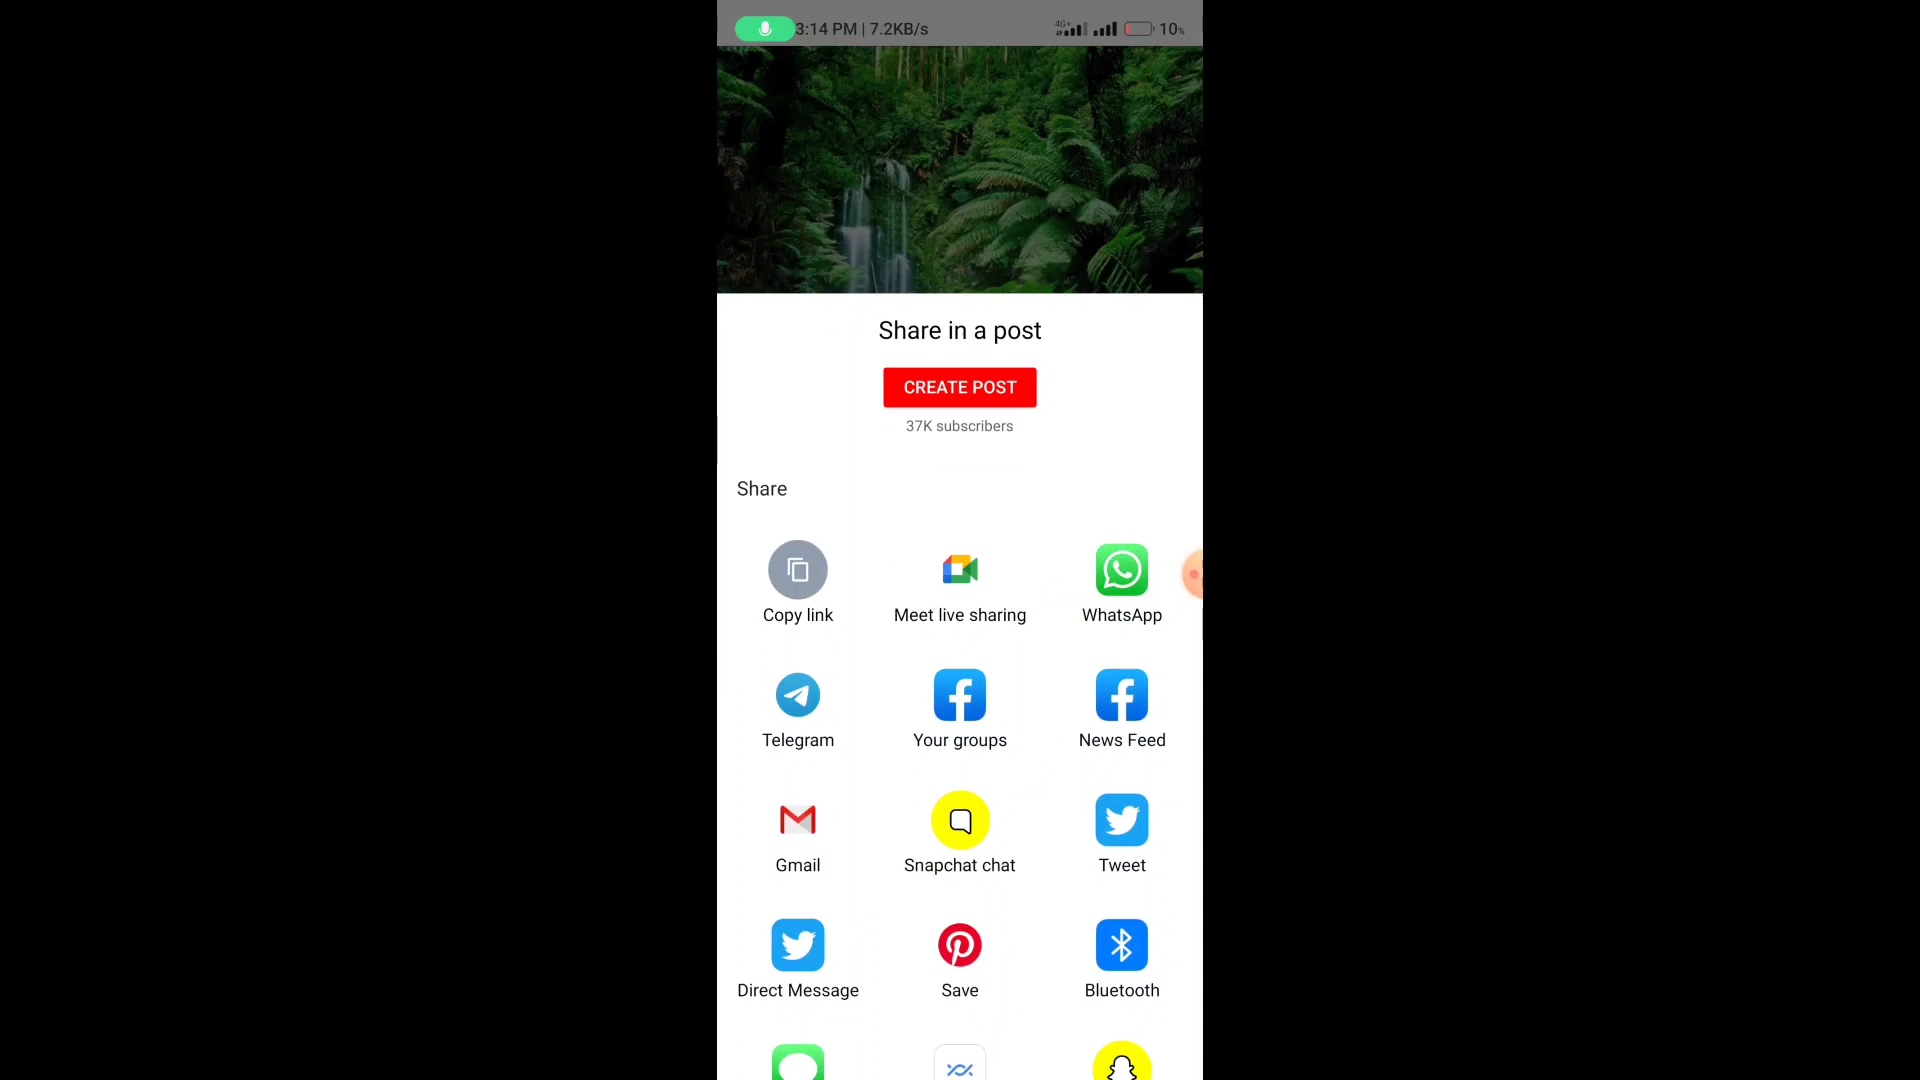 3:14 PM | 7.2KB/s 4G+ 10%
Share in a post
CREATE POST
37K subscribers
Share
Copy link Meet live sharing WhatsApp
Telegram Your groups News Feed
Gmail Snapchat chat Tweet
Direct Message Save Bluetooth